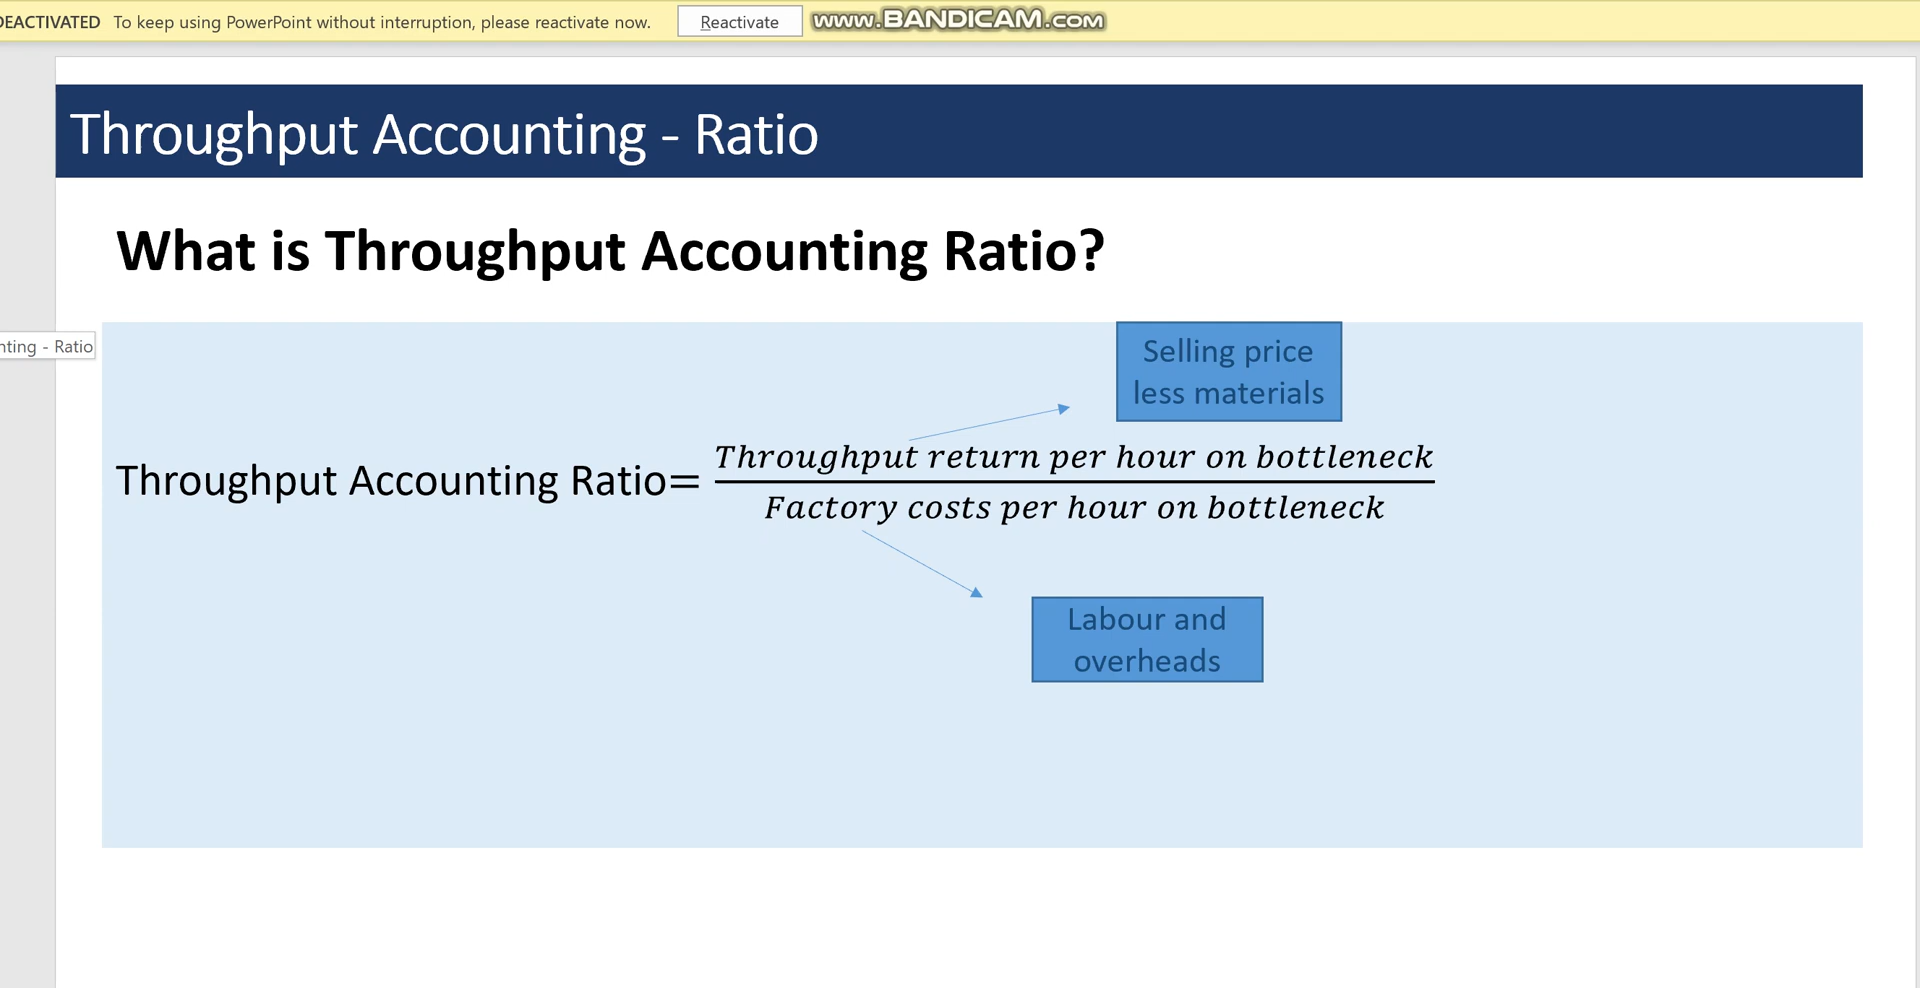 DEACTIVATED To keep using PowerPoint without interruption, please reactivate now. Reactivate www.BANDICAM.com
Throughput Accounting - Ratio
What is Throughput Accounting Ratio?
nting - Ratio
Selling price
less materials
Throughput Accounting Ratio= Throughput return per hour on bottleneck
Factory costs per hour on bottleneck
Labour and
overheads